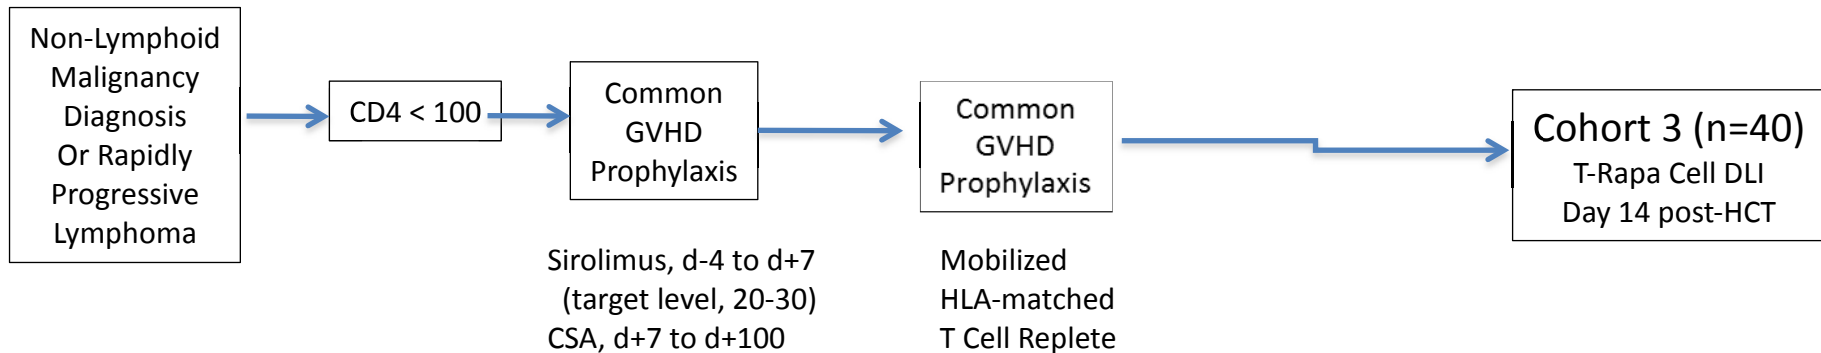 Non-Lymphoid
Malignancy
Diagnosis
Or Rapidly
Progressive
Lymphoma
CD4 < 100
Common
GVHD
Prophylaxis
Sirolimus, d-4 to d+7
(target level, 20-30)
CSA, d+7 to d+100
Common
GVHD
Prophylaxis
Mobilized
HLA-matched
T Cell Replete
Cohort 3 (n=40)
T-Rapa Cell DLI
Day 14 post-HCT